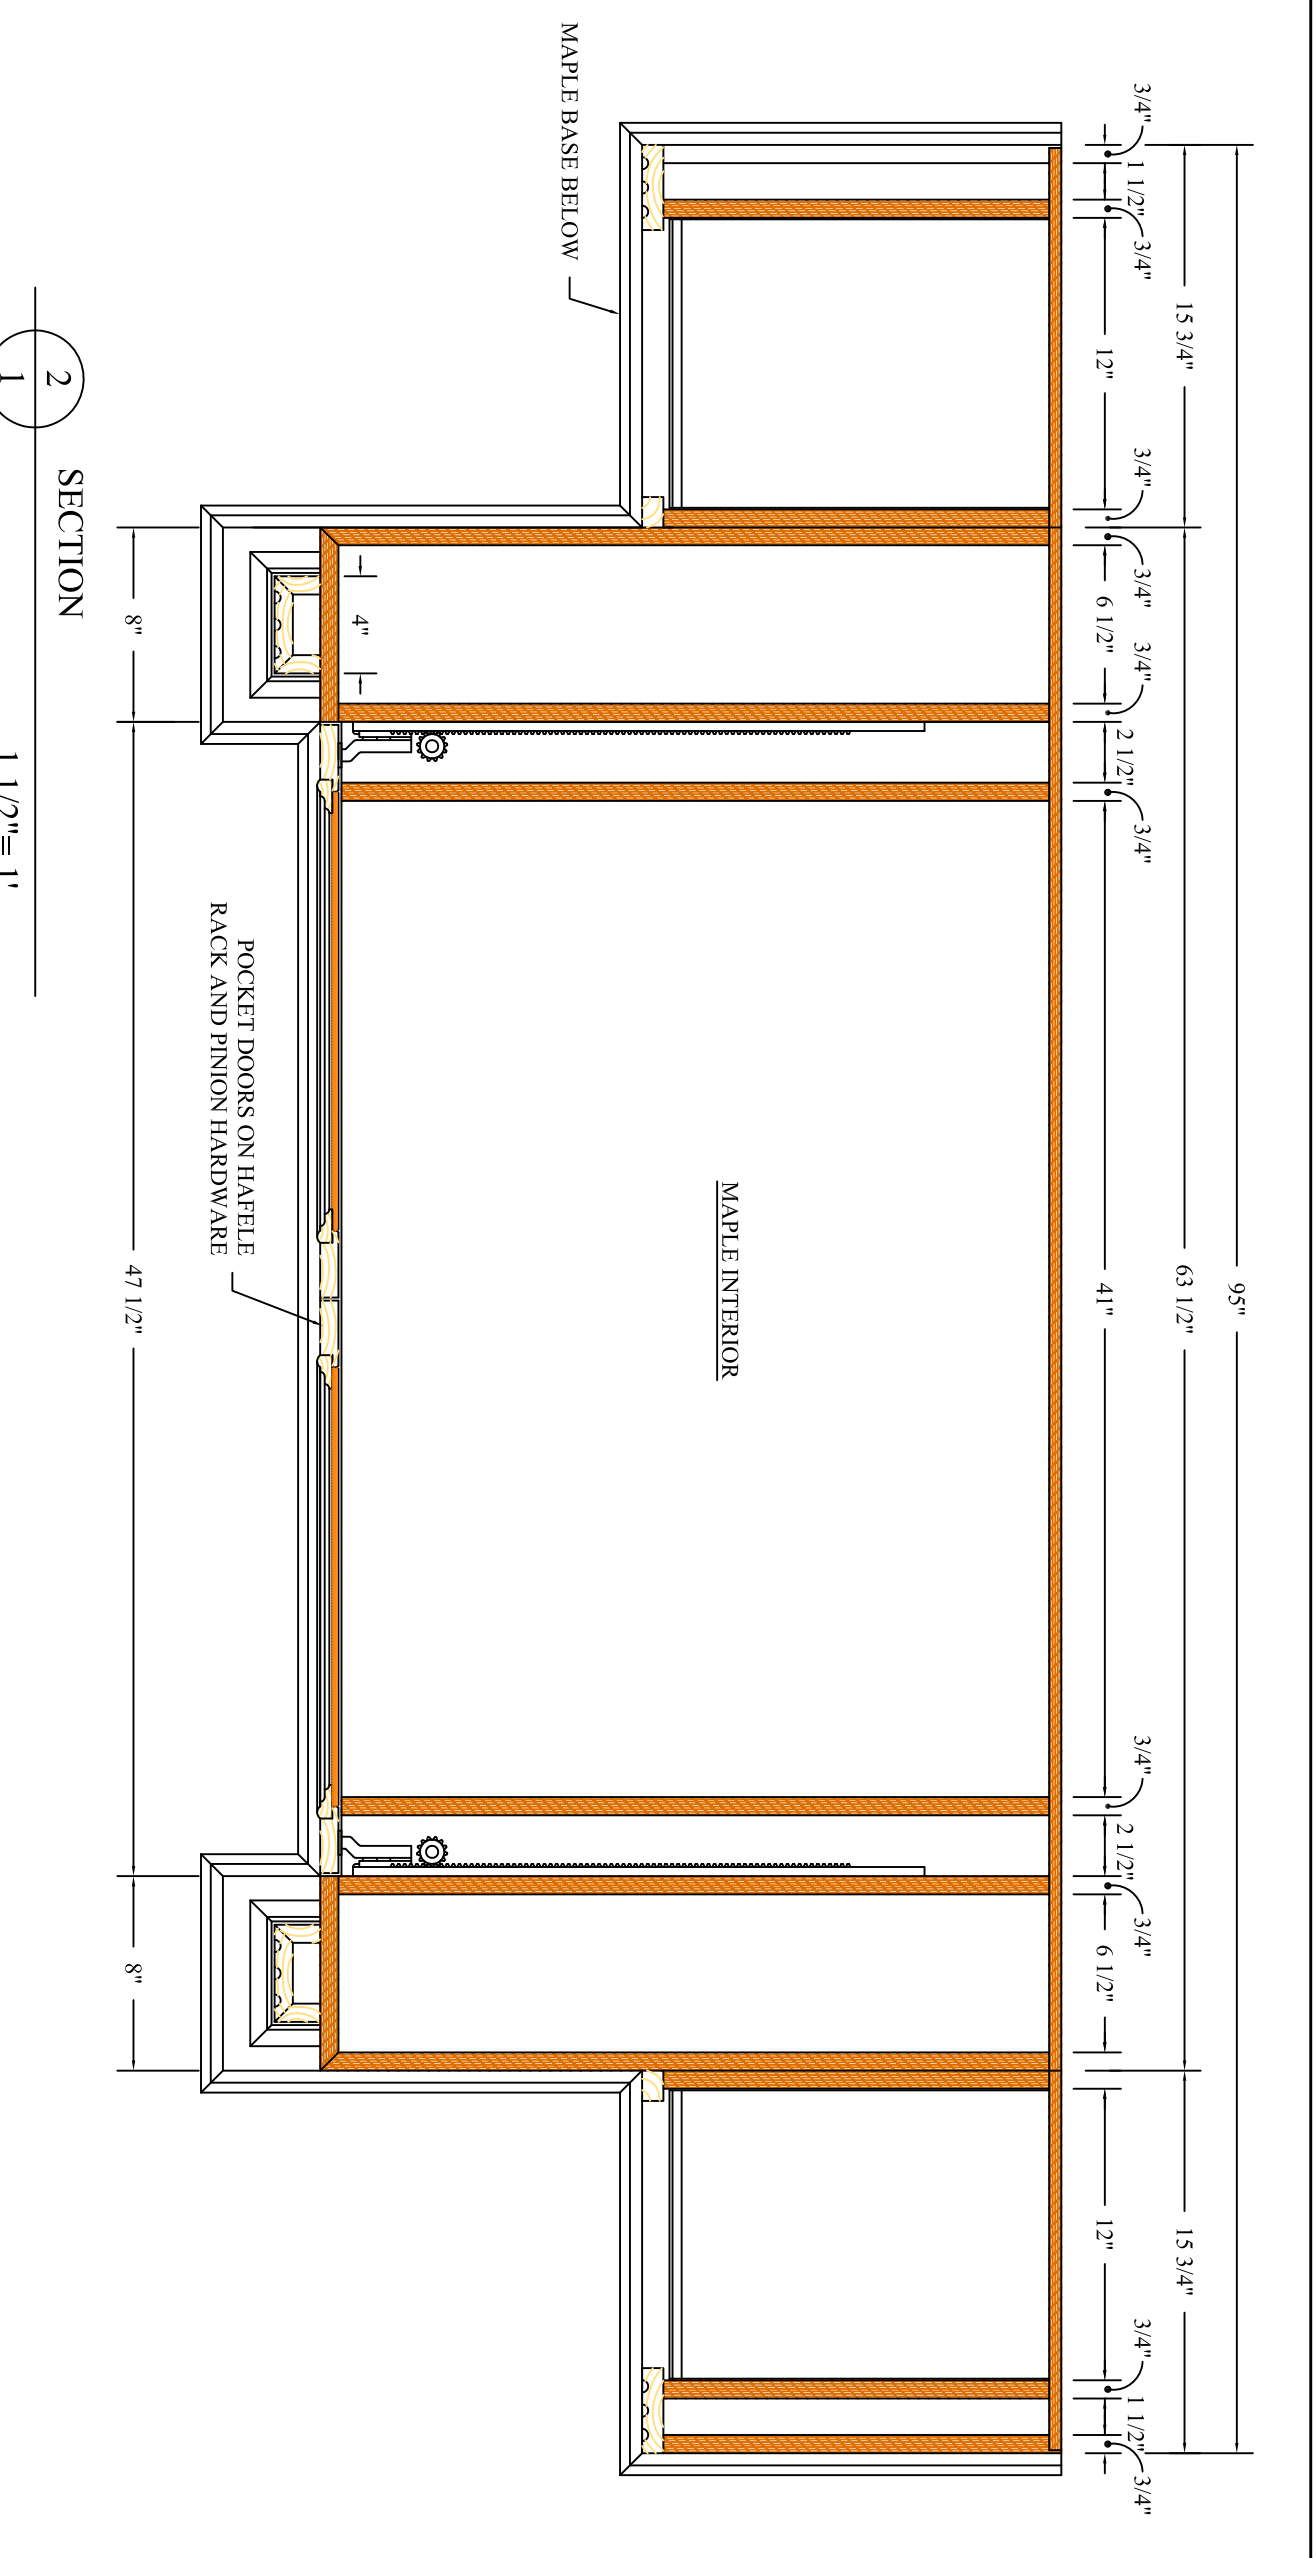 95"
15 3/4" 63 1/2" 15 3/4"
3/4" 3/4" 3/4" 3/4" 3/4" 3/4" 3/4" 3/4" 3/4" 3/4"
1 1/2" 2 1/2" 2 1/2" 1 1/2"
12" 6 1/2" 41" 6 1/2" 12"
MAPLE INTERIOR
MAPLE BASE BELOW
4"
POCKET DOORS ON HAFELE
RACK AND PINION HARDWARE
8" 47 1/2" 8"
2 SECTION
1 1 1/2"= 1'